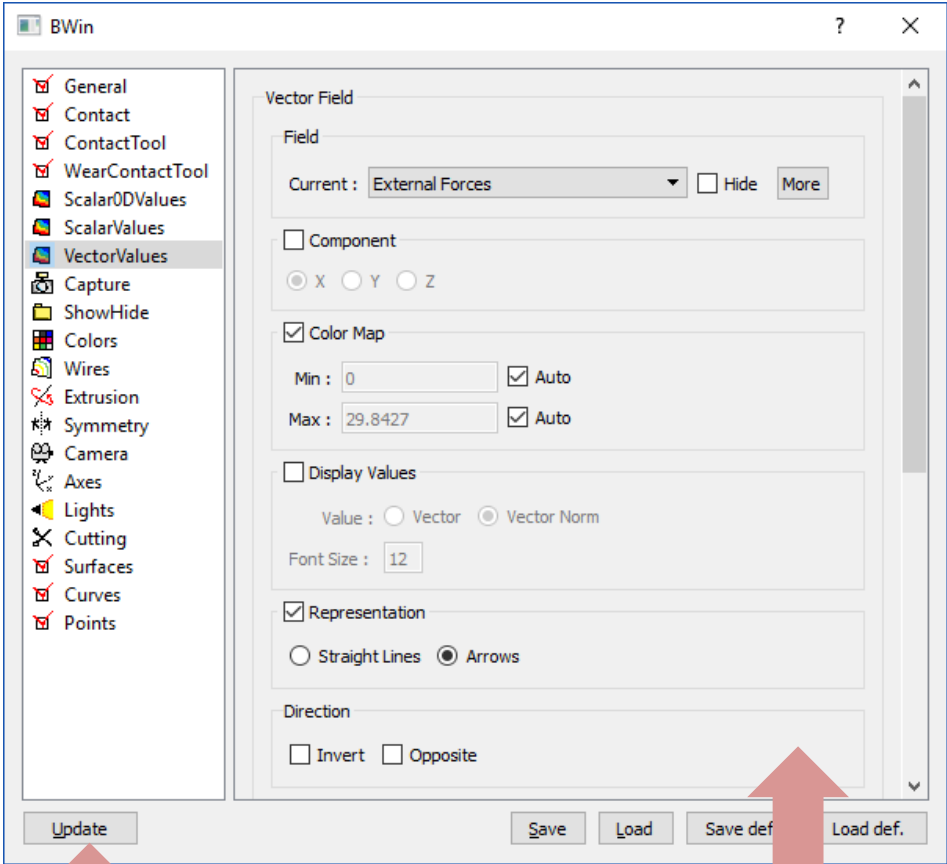 BWin
?
General
Contact
ContactTool
WearContactTool
Scalar0DValues
ScalarValues
VectorValues
Capture
ShowHide
Colors
Wires
Extrusion
Symmetry
Camera
Axes
Lights
Cutting
Surfaces
Curves
Points
Vector Field
Field
Current : External Forces Hide More
Component
X Y Z
Color Map
Min : 0 Auto
Max : 29.8427 Auto
Display Values
Value : Vector Vector Norm
Font Size : 12
Representation
Straight Lines Arrows
Direction
Invert Opposite
Update Save Load Save def Load def.